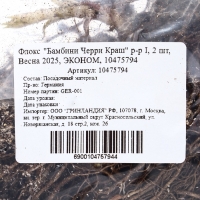 Флокс "Бамбини Черри Краш" р-р I, 2 шт,
Весна 2025, ЭКОНОМ, 10475794
Артикул: 10475794
Состав: Посадочный материал
Пр-во: Германия
Номер партии: GER-001
Дата урожая:
Дата упаковки:
Импортер: ООО "ГРИНЛАНДИЯ" РФ, 107078, г. Москва,
вн. тер. г. Муниципальный округ Красносельский, ул.
Новорязанская, д. 18 стр.2, ком. 26
6900104757944